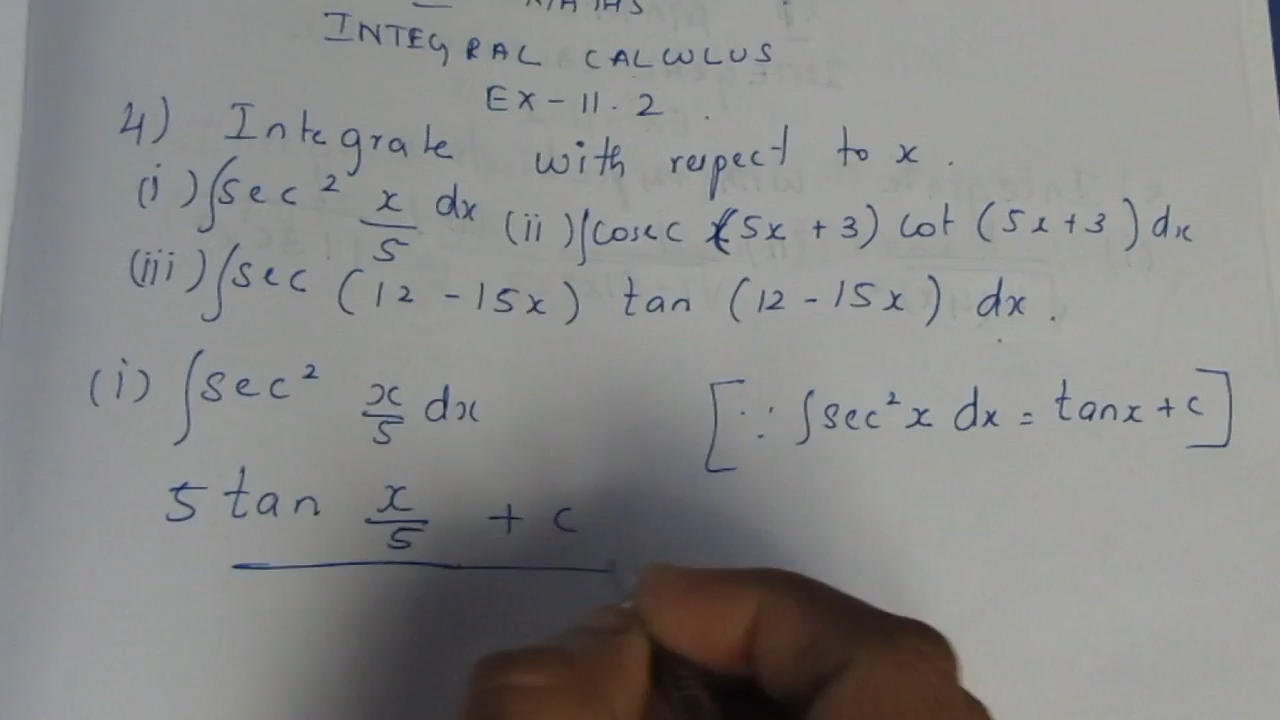 INTEGRAL CALCULUS
EX-11.2.
4) Integrate with respect to x.
(i) ∫sec² x/5 dx (ii) ∫cosec (5x+3) cot (5x+3) dx
(iii) ∫sec (12-15x) tan (12-15x) dx.
(i) ∫sec² x/5 dx [∵ ∫sec²x dx = tanx + c]
5 tan x/5 + c